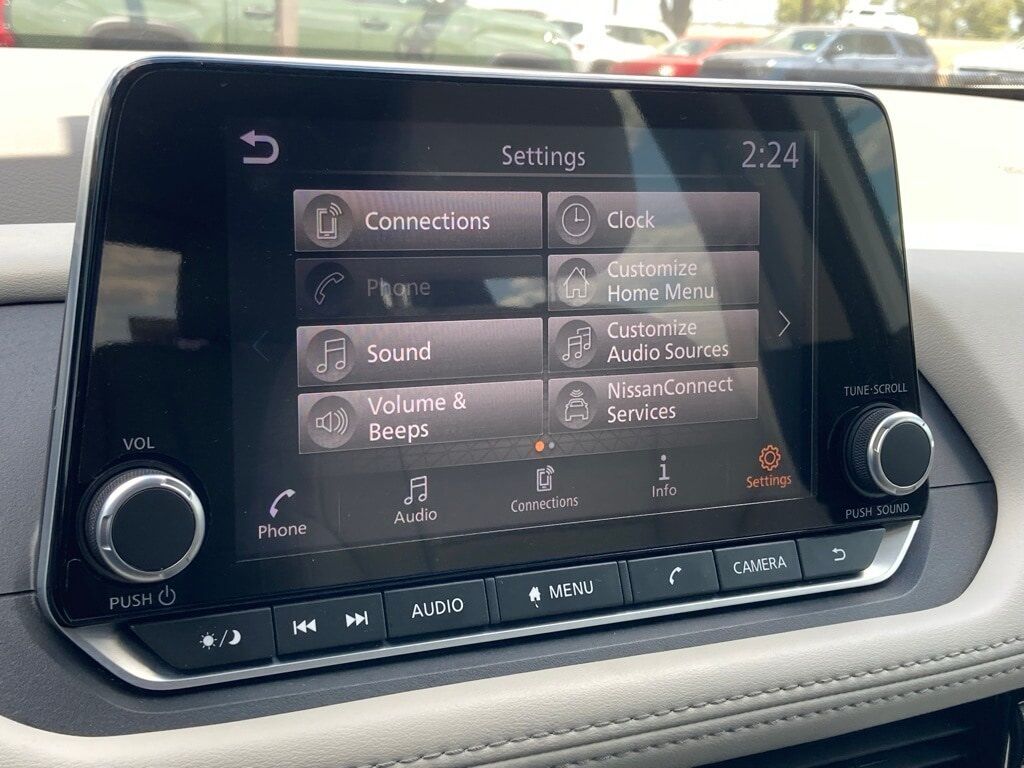 Settings
2:24
Connections
Clock
Phone
Customize
Home Menu
Sound
Customize
Audio Sources
Volume &
Beeps
NissanConnect
Services
Phone
Audio
Connections
Info
Settings
VOL
PUSH
TUNE·SCROLL
PUSH SOUND
AUDIO
MENU
CAMERA